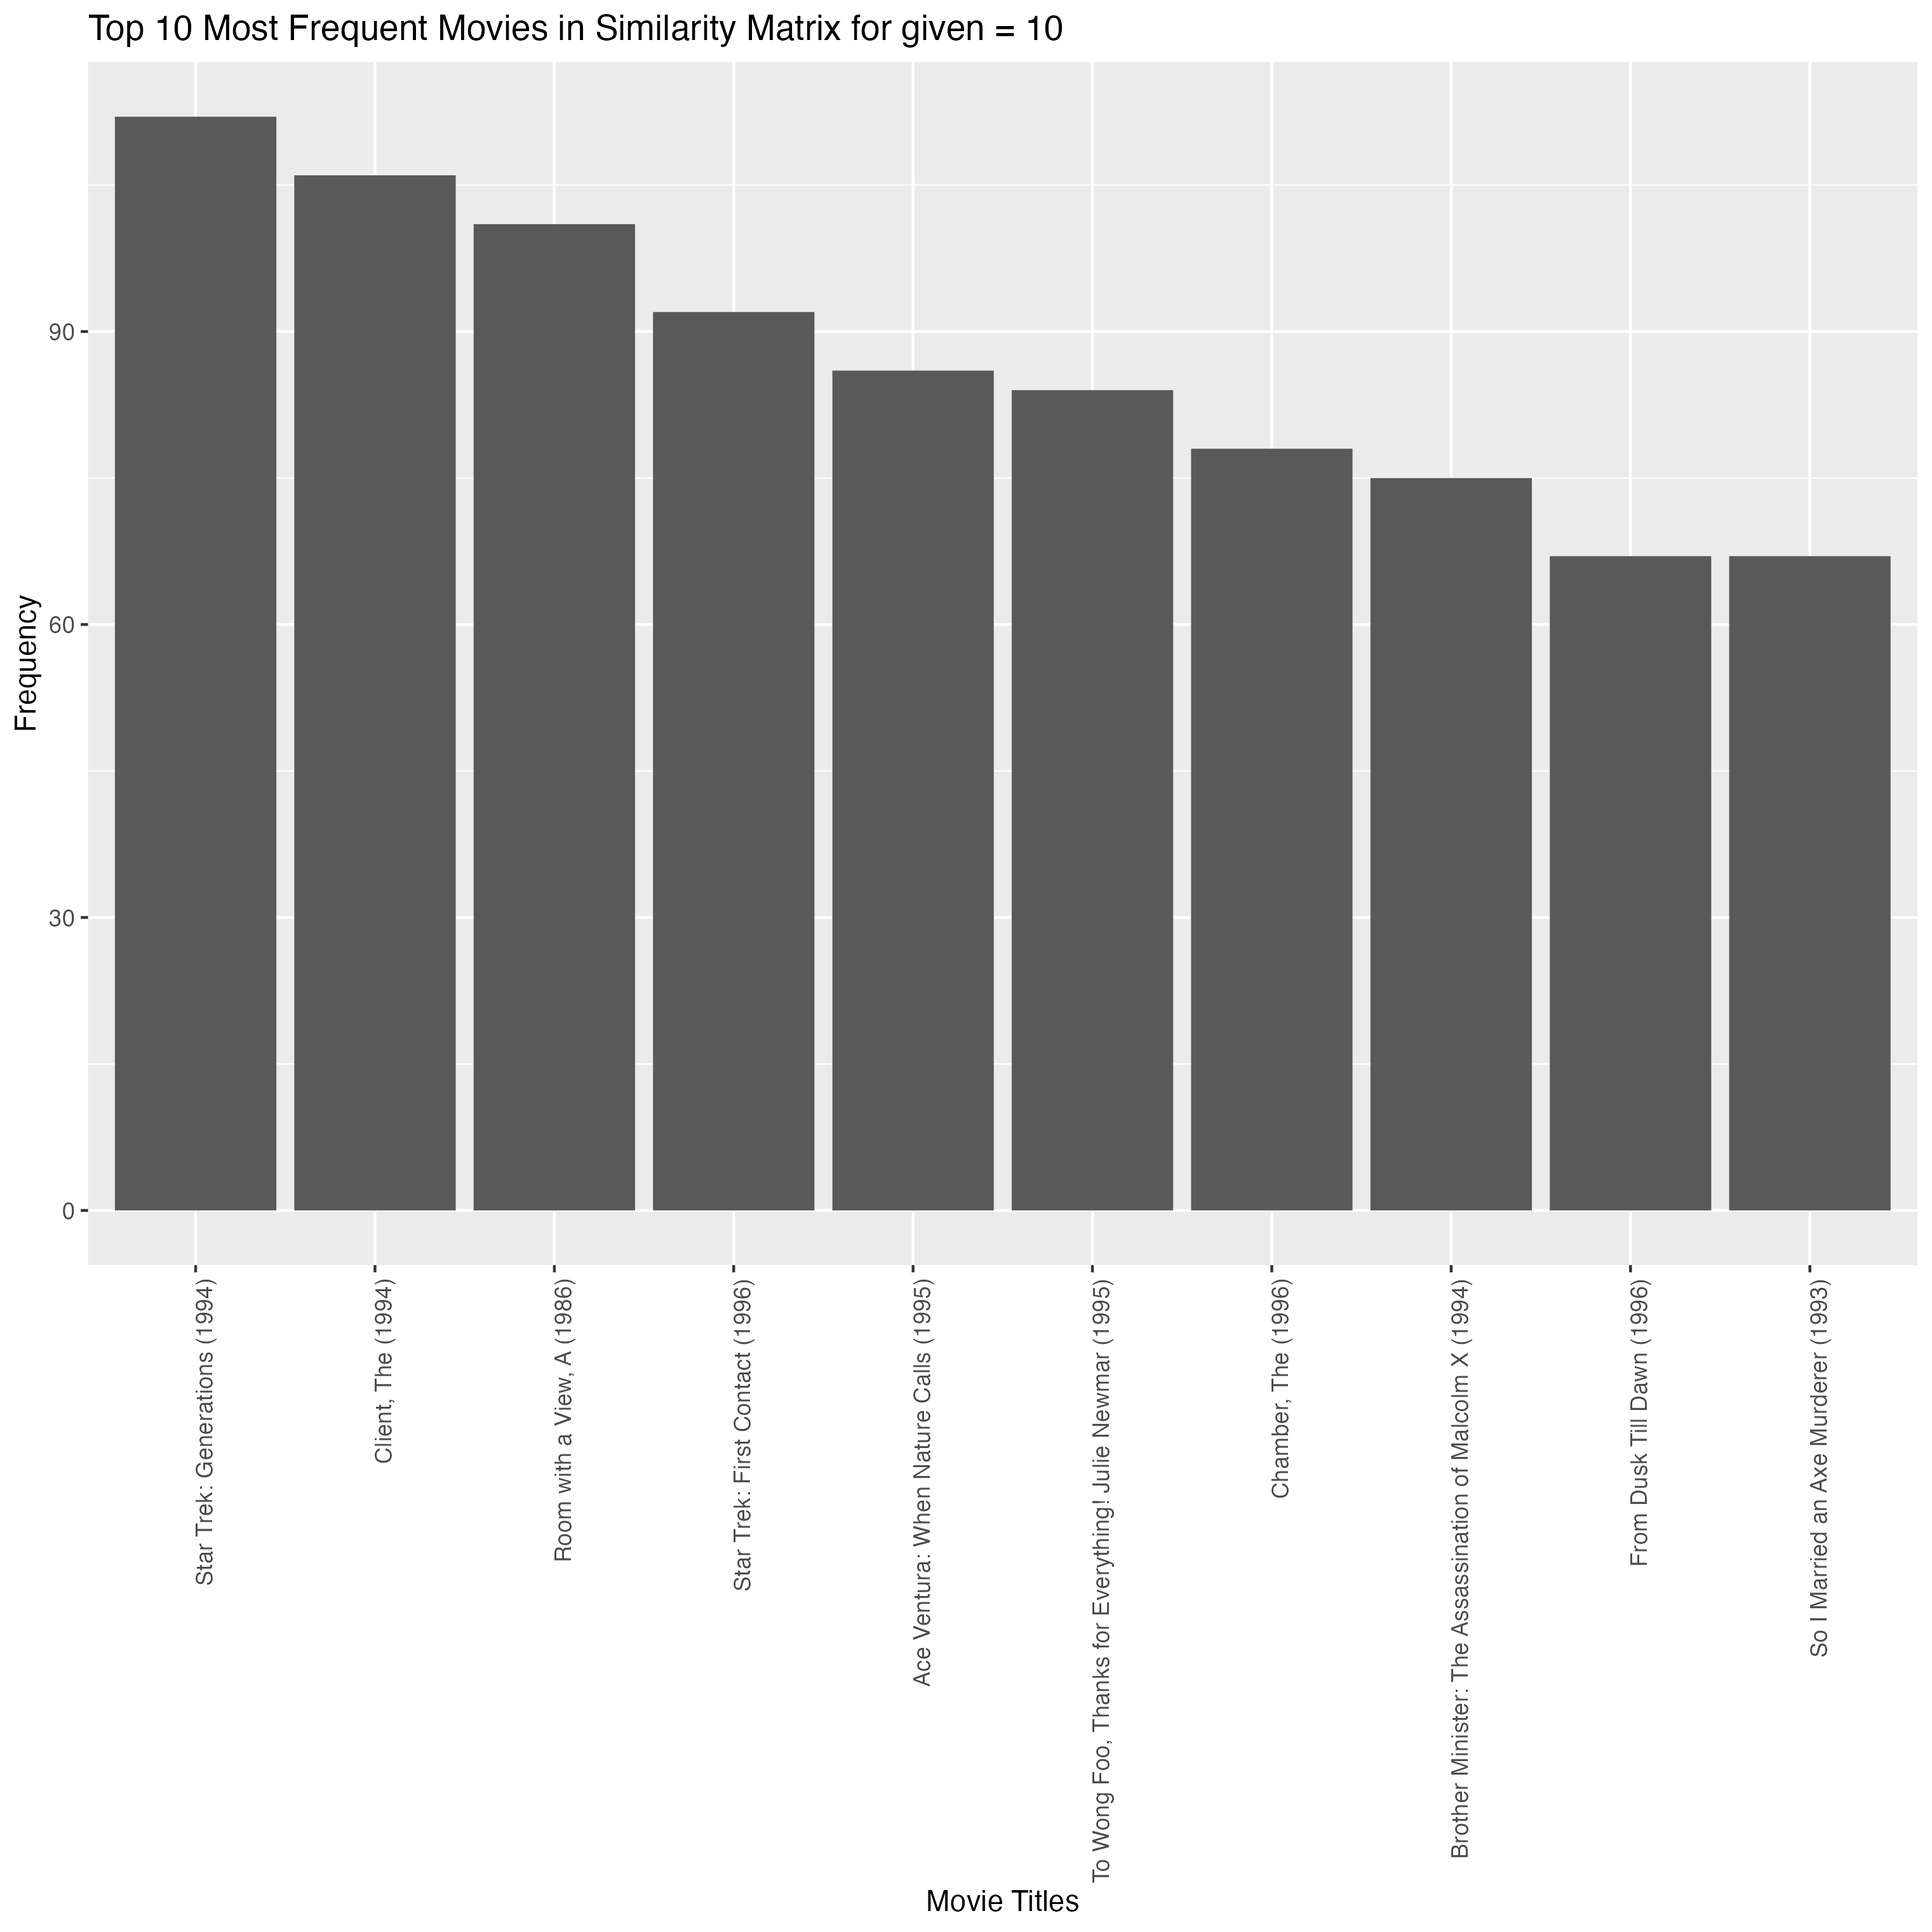 Top 10 Most Frequent Movies in Similarity Matrix for given = 10
Frequency
90
60
30
0
Star Trek: Generations (1994)
Client, The (1994)
Room with a View, A (1986)
Star Trek: First Contact (1996)
Ace Ventura: When Nature Calls (1995)
To Wong Foo, Thanks for Everything! Julie Newmar (1995)
Chamber, The (1996)
Brother Minister: The Assassination of Malcolm X (1994)
From Dusk Till Dawn (1996)
So I Married an Axe Murderer (1993)
Movie Titles